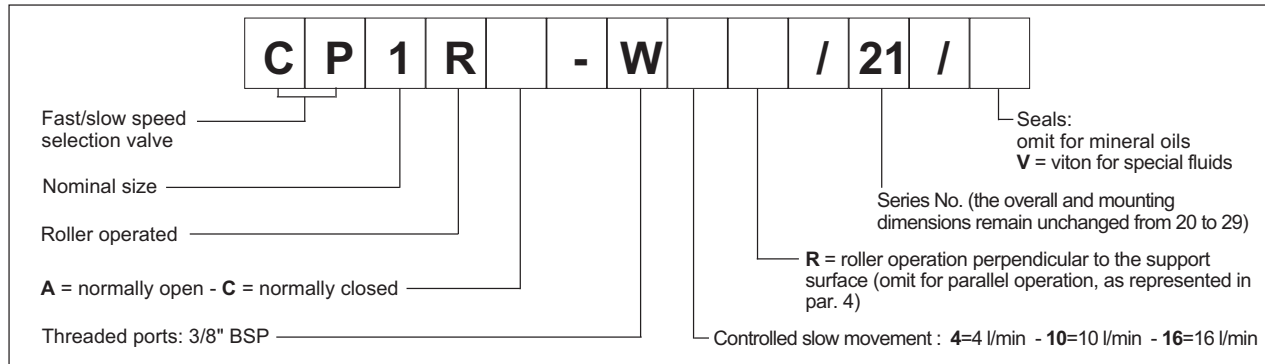 C P 1 R - W / 21 /
Fast/slow speed
selection valve
Nominal size
Roller operated
A = normally open - C = normally closed
Threaded ports: 3/8" BSP
Seals:
omit for mineral oils
V = viton for special fluids
Series No. (the overall and mounting
dimensions remain unchanged from 20 to 29)
R = roller operation perpendicular to the support
surface (omit for parallel operation, as represented in
par. 4)
Controlled slow movement : 4=4 l/min - 10=10 l/min - 16=16 l/min